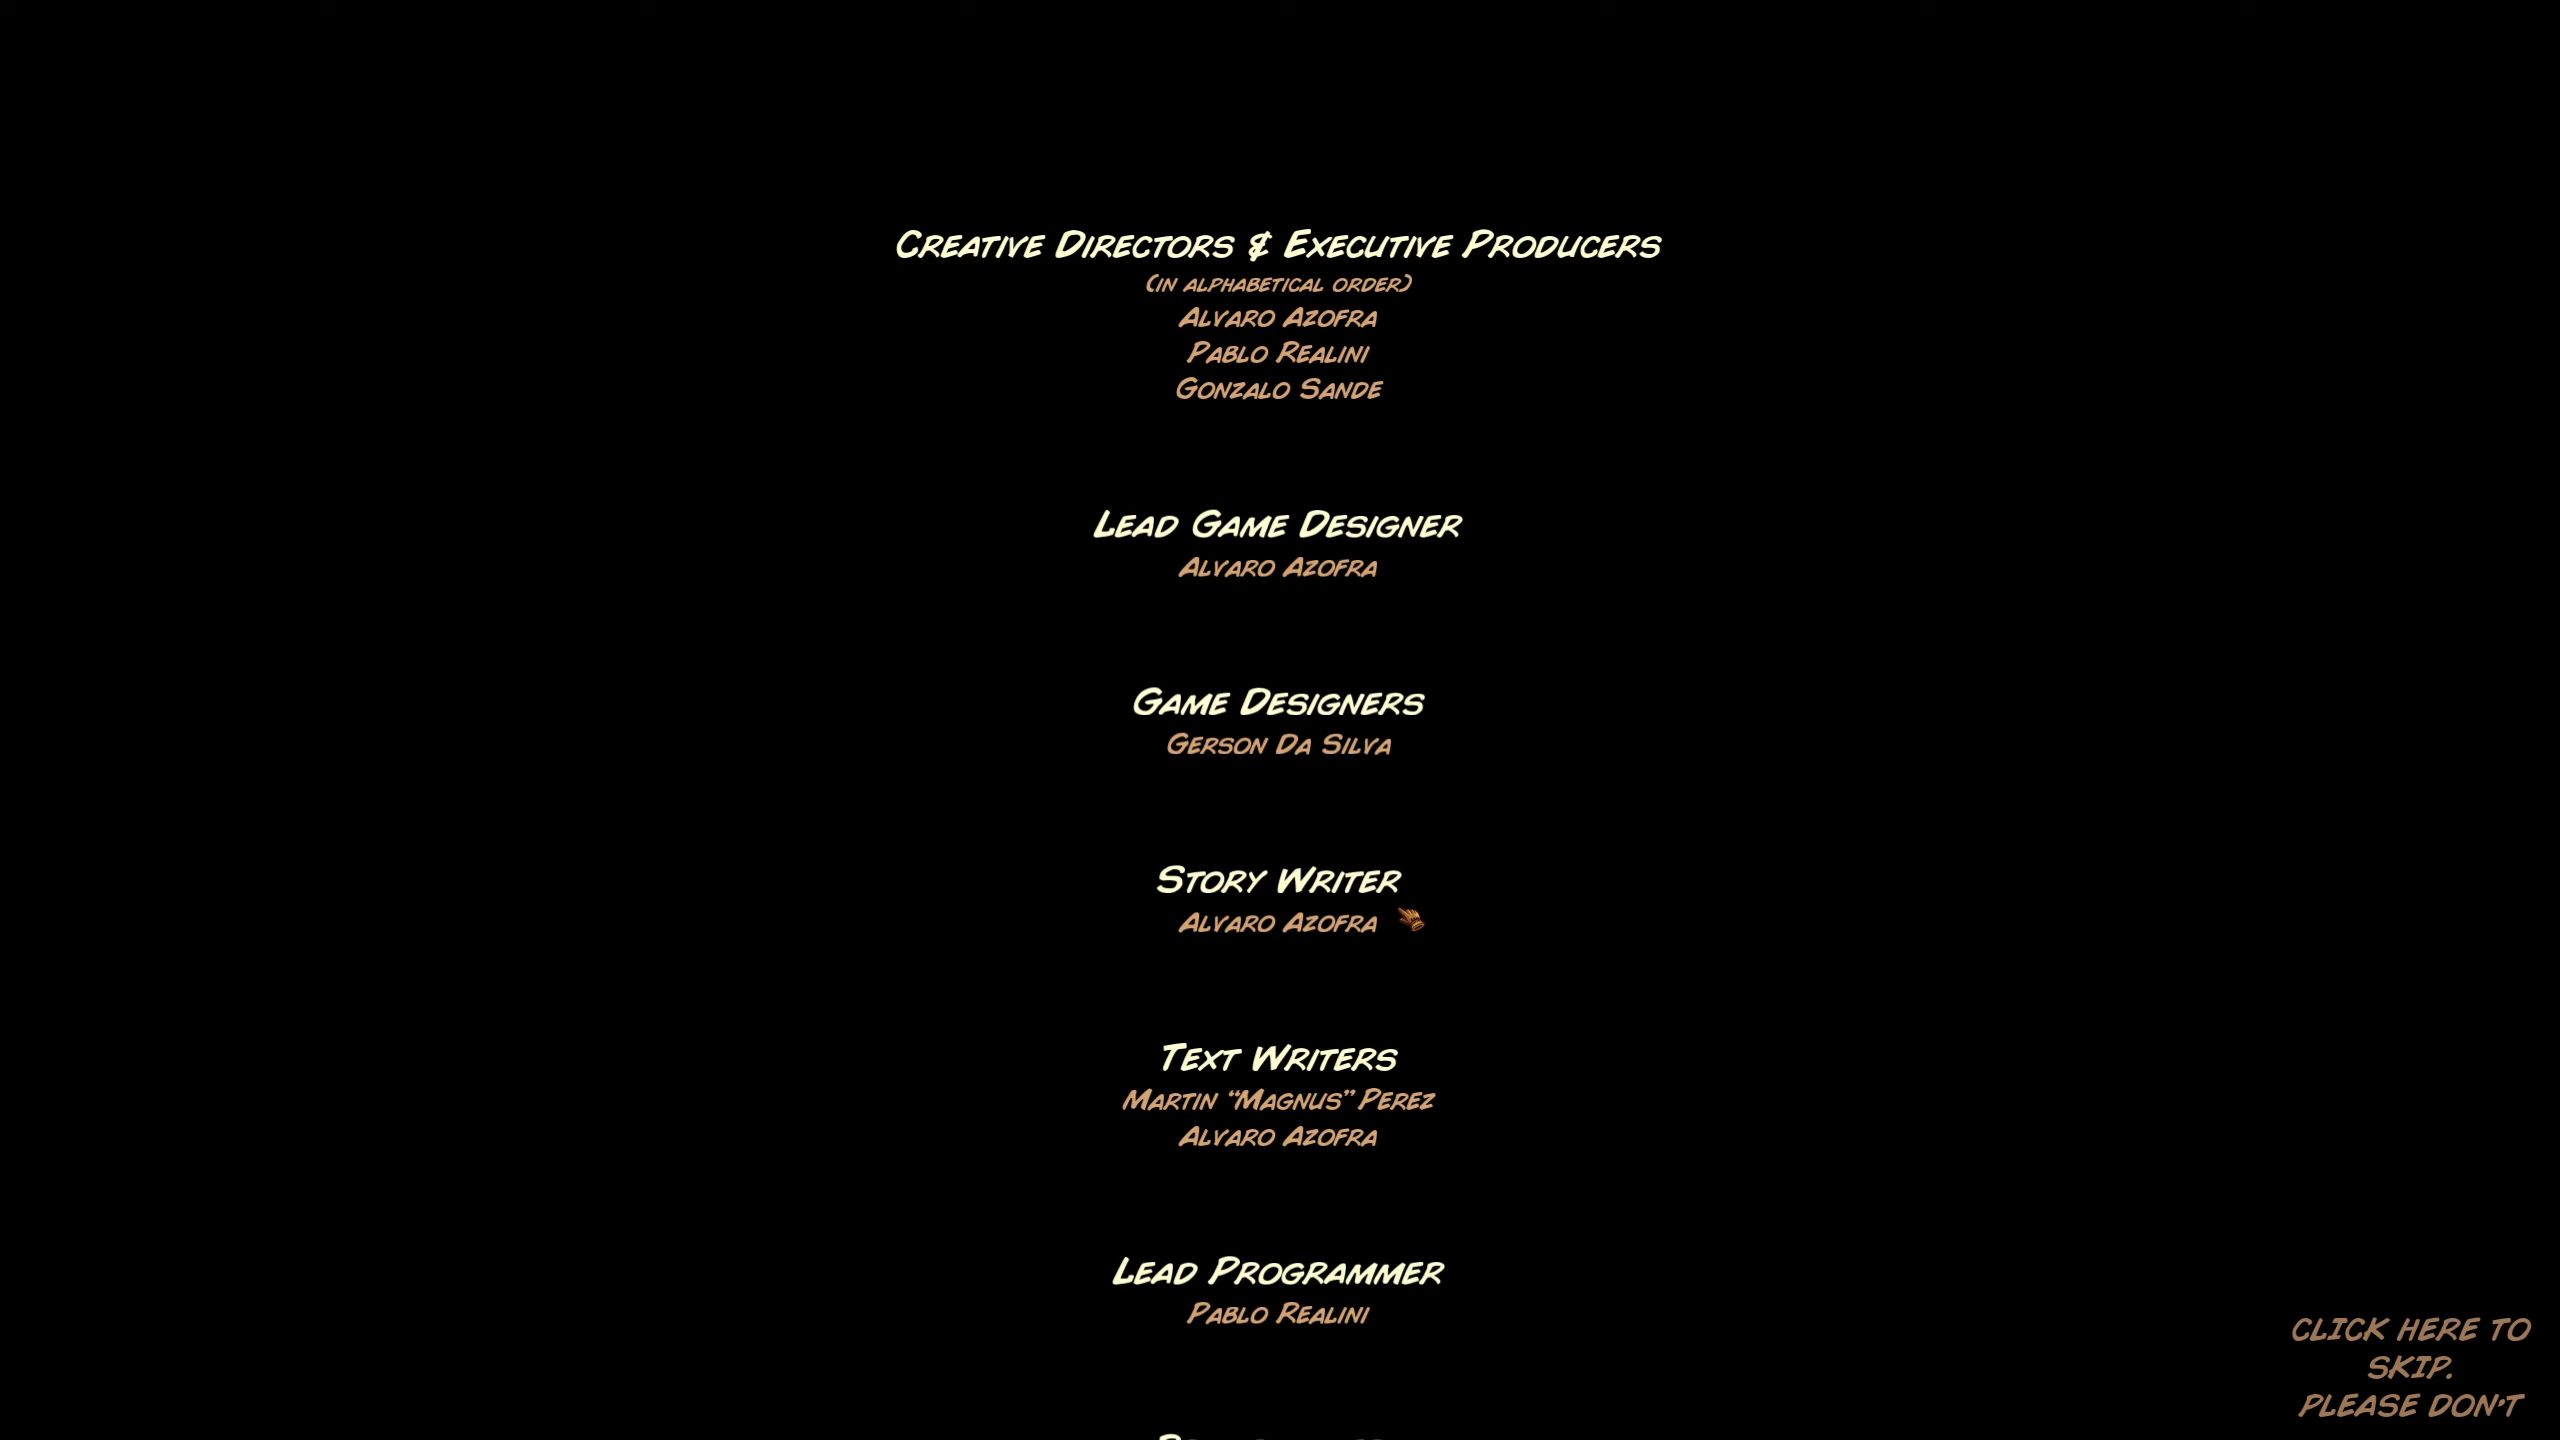 Creative Directors & Executive Producers
(in alphabetical order)
Alvaro Azofra
Pablo Realini
Gonzalo Sande
Lead Game Designer
Alvaro Azofra
Game Designers
Gerson Da Silva
Story Writer
Alvaro Azofra
Text Writers
Martin “Magnus” Perez
Alvaro Azofra
Lead Programmer
Pablo Realini
CLICK HERE TO
SKIP.
PLEASE DON'T